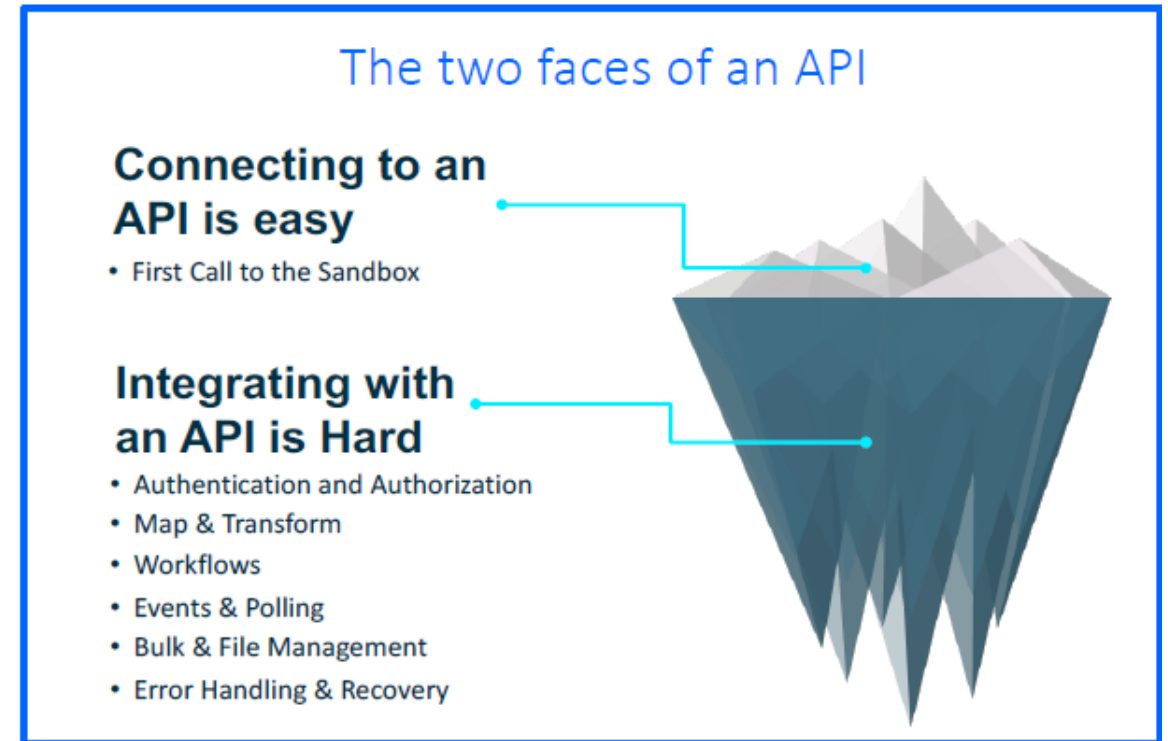 The two faces of an API
Connecting to an
API is easy
• First Call to the Sandbox
Integrating with
an API is Hard
• Authentication and Authorization
• Map & Transform
• Workflows
• Events & Polling
• Bulk & File Management
• Error Handling & Recovery